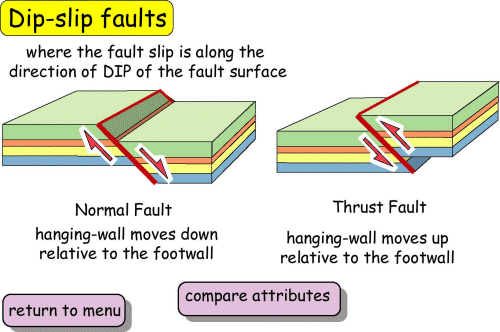 Dip-slip faults
where the fault slip is along the
direction of DIP of the fault surface
Normal Fault
hanging-wall moves down
relative to the footwall
Thrust Fault
hanging-wall moves up
relative to the footwall
return to menu
compare attributes